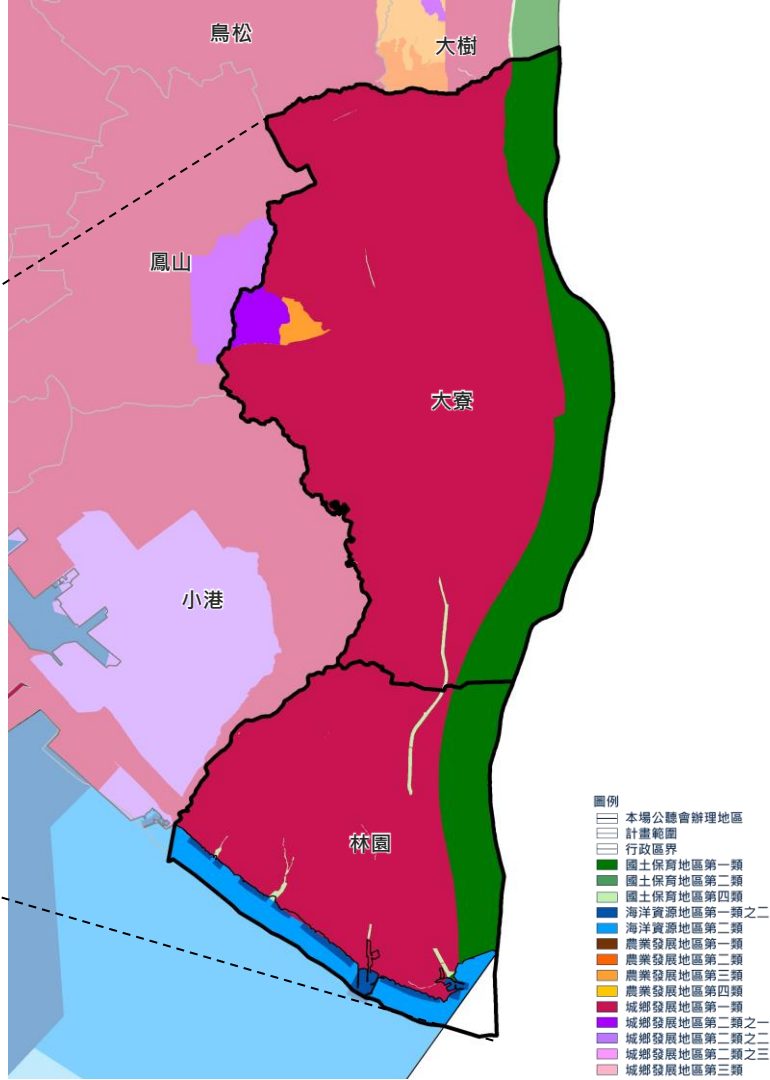 鳥松
大樹
鳳山
大寮
小港
林園
圖例
本場公聽會辦理地區
計畫範圍
行政區界
國土保育地區第一類
國土保育地區第二類
國土保育地區第四類
海洋資源地區第一類之二
海洋資源地區第二類
農業發展地區第一類
農業發展地區第二類
農業發展地區第三類
農業發展地區第四類
城鄉發展地區第一類
城鄉發展地區第二類之一
城鄉發展地區第二類之二
城鄉發展地區第二類之三
城鄉發展地區第三類